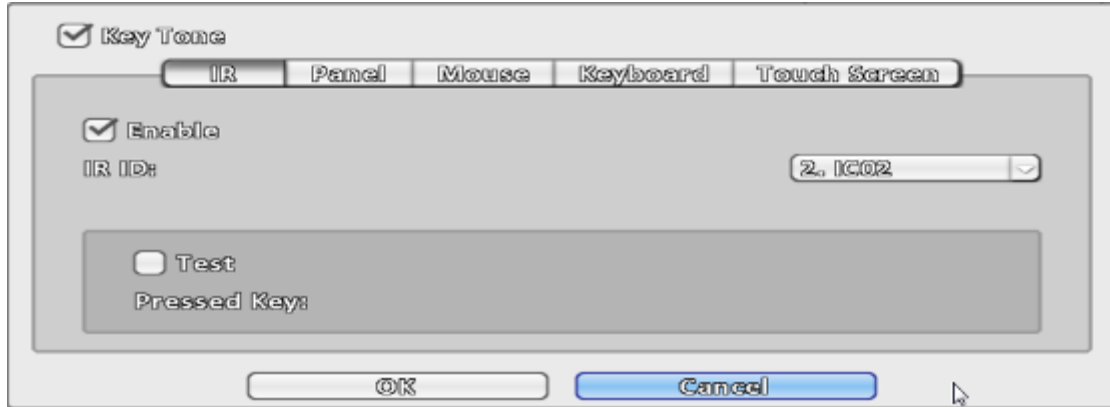 Key Tone
IR Panel Mouse Keyboard Touch Screen
Enable
IR ID: 2. IC02
Test
Pressed Key:
OK Cancel